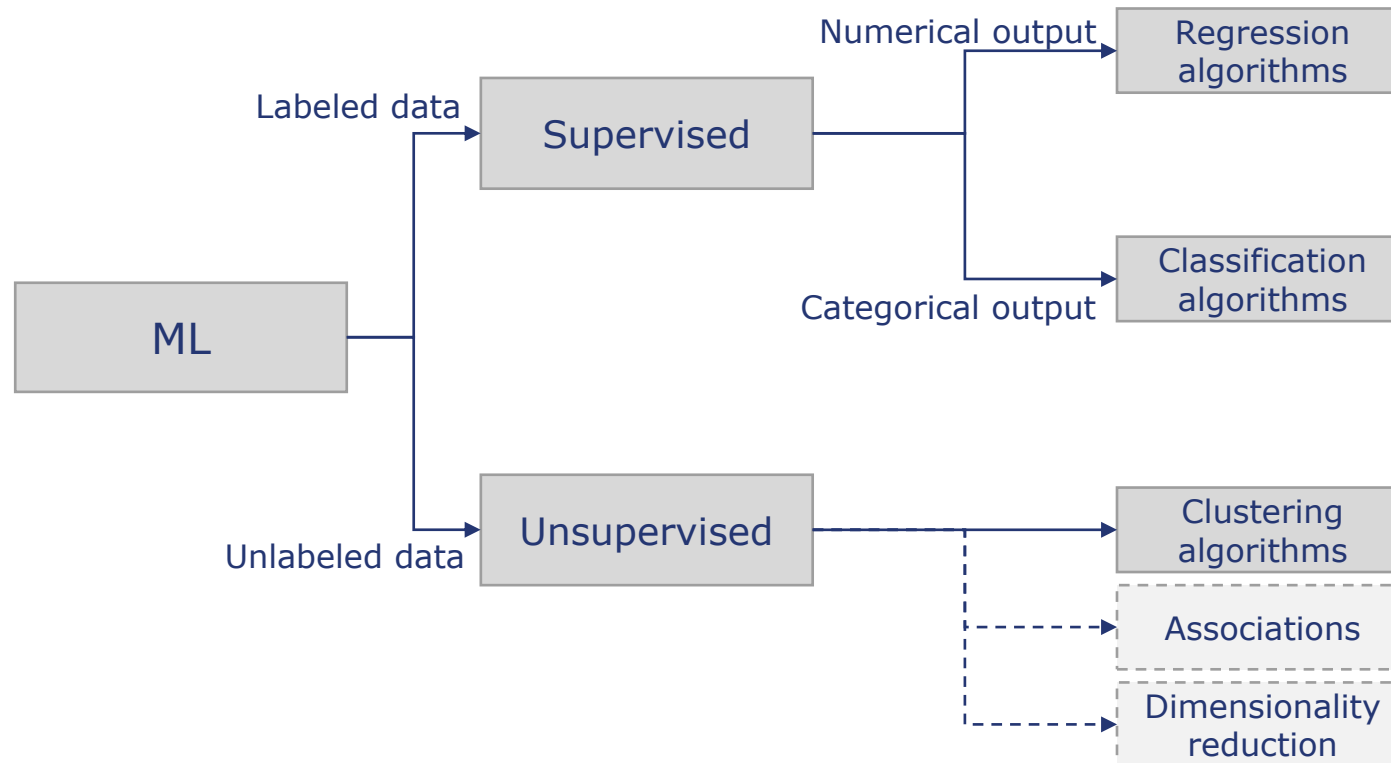 Numerical output
Regression
algorithms
Labeled data
Supervised
Classification
algorithms
Categorical output
ML
Unsupervised
Unlabeled data
Clustering
algorithms
Associations
Dimensionality
reduction